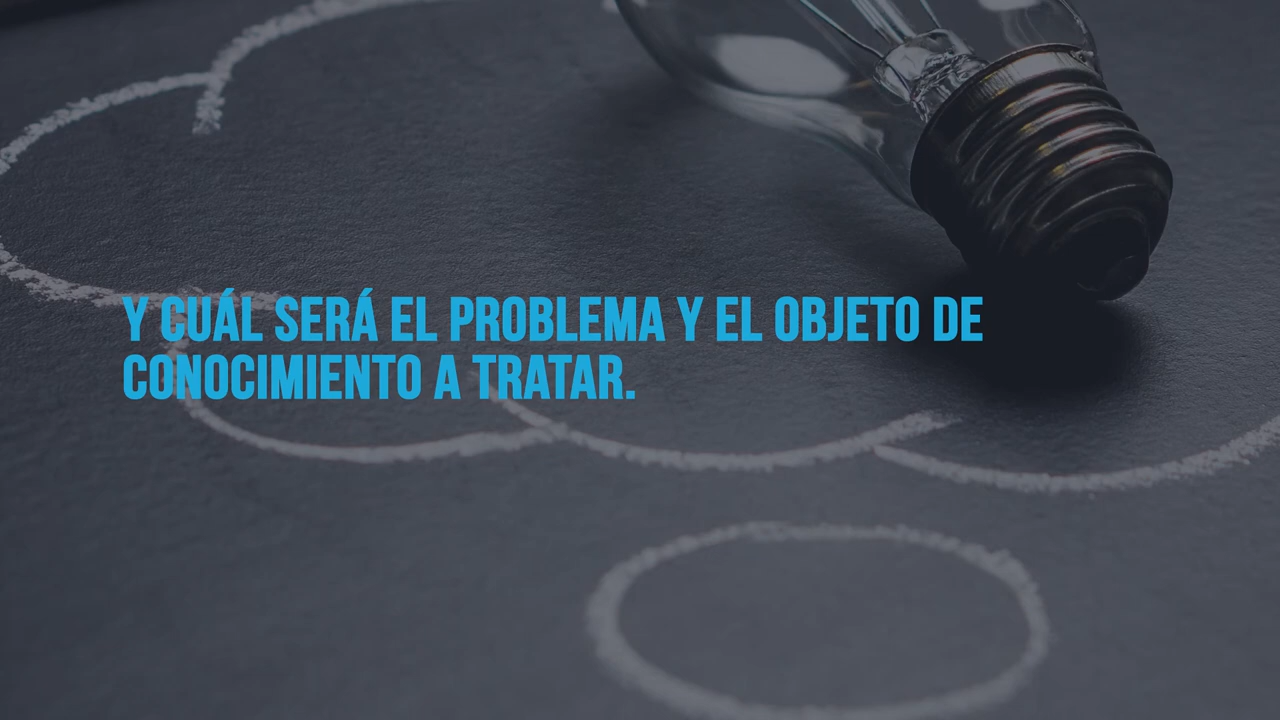 Y CUÁL SERÁ EL PROBLEMA Y EL OBJETO DE
CONOCIMIENTO A TRATAR.